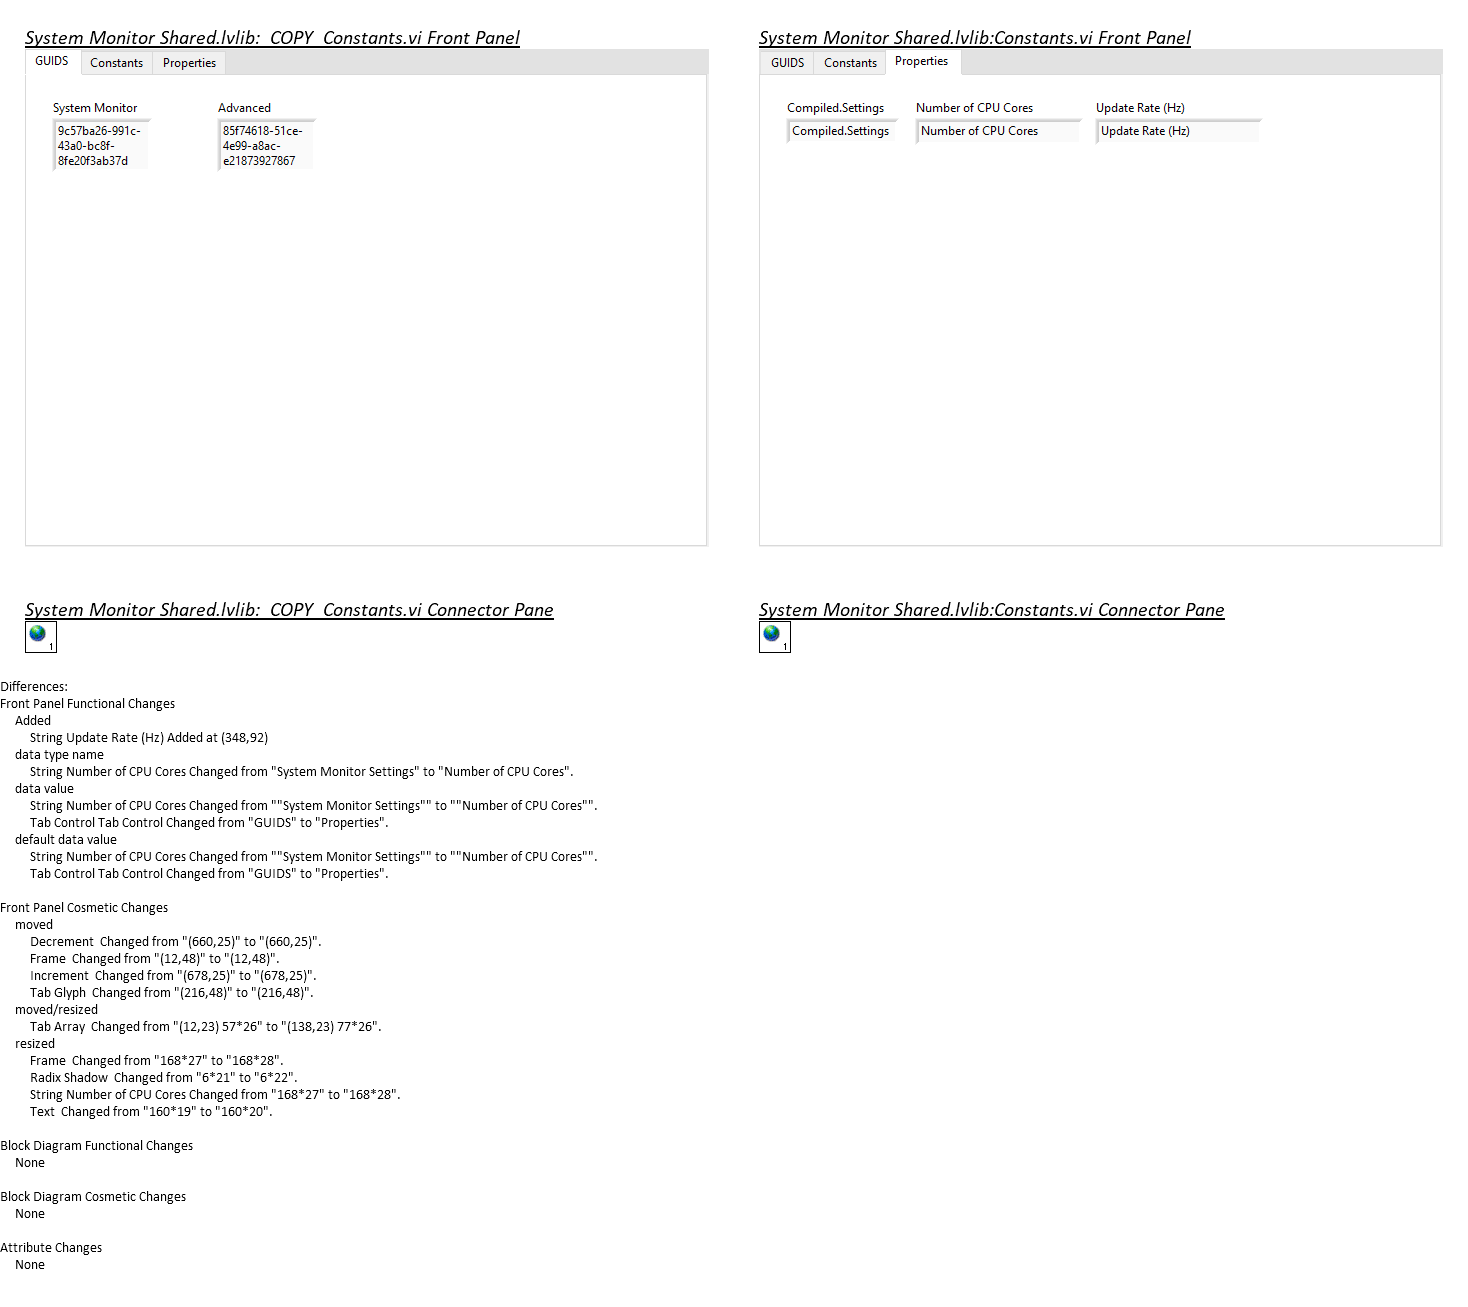 System Monitor Shared.lvlib:_COPY_Constants.vi Front Panel
GUIDS Constants Properties
System Monitor Advanced
9c57ba26-991c-
43a0-bc8f-
8fe20f3ab37d
85f74618-51ce-
4e99-a8ac-
e21873927867
System Monitor Shared.lvlib:Constants.vi Front Panel
GUIDS Constants Properties
Compiled.Settings Number of CPU Cores Update Rate (Hz)
Compiled.Settings Number of CPU Cores Update Rate (Hz)
System Monitor Shared.lvlib:_COPY_Constants.vi Connector Pane
1
System Monitor Shared.lvlib:Constants.vi Connector Pane
1
Differences:
Front Panel Functional Changes
Added
String Update Rate (Hz) Added at (348,92)
data type name
String Number of CPU Cores Changed from "System Monitor Settings" to "Number of CPU Cores".
data value
String Number of CPU Cores Changed from ""System Monitor Settings"" to ""Number of CPU Cores"".
Tab Control Tab Control Changed from "GUIDS" to "Properties".
default data value
String Number of CPU Cores Changed from ""System Monitor Settings"" to ""Number of CPU Cores"".
Tab Control Tab Control Changed from "GUIDS" to "Properties".
Front Panel Cosmetic Changes
moved
Decrement  Changed from "(660,25)" to "(660,25)".
Frame  Changed from "(12,48)" to "(12,48)".
Increment  Changed from "(678,25)" to "(678,25)".
Tab Glyph  Changed from "(216,48)" to "(216,48)".
moved/resized
Tab Array  Changed from "(12,23) 57*26" to "(138,23) 77*26".
resized
Frame  Changed from "168*27" to "168*28".
Radix Shadow  Changed from "6*21" to "6*22".
String Number of CPU Cores Changed from "168*27" to "168*28".
Text  Changed from "160*19" to "160*20".
Block Diagram Functional Changes
None
Block Diagram Cosmetic Changes
None
Attribute Changes
None